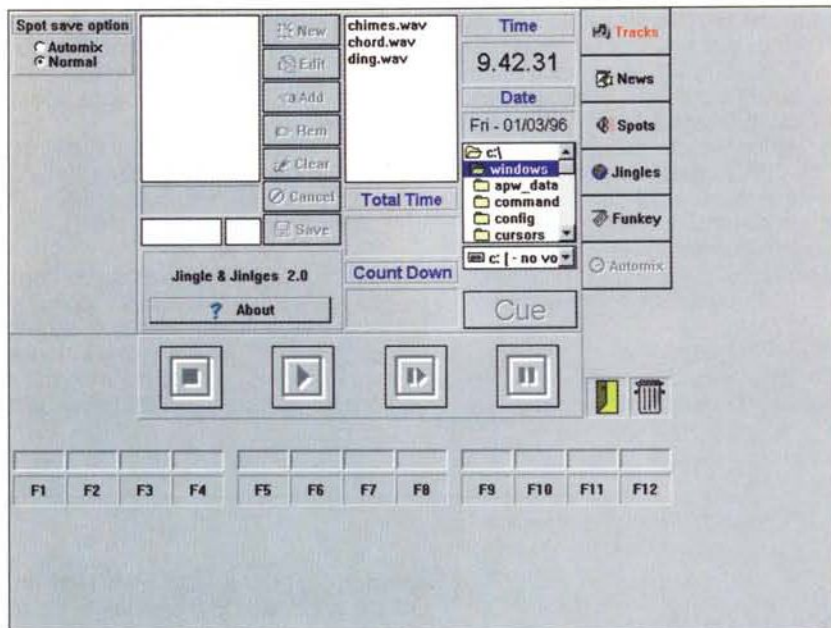 Spot save option
Automix
Normal
New
Edit
Add
Rem
Clear
Cancel
Save
Jingle & Jinlges 2.0
? About
chimes.wav
chord.wav
ding.wav
Total Time
Count Down
Time
9.42.31
Date
Fri - 01/03/96
c:\
windows
apw_data
command
config
cursors
c: [ - no vo
Cue
Tracks
News
Spots
Jingles
Funkey
Automix
F1 F2 F3 F4 F5 F6 F7 F8 F9 F10 F11 F12